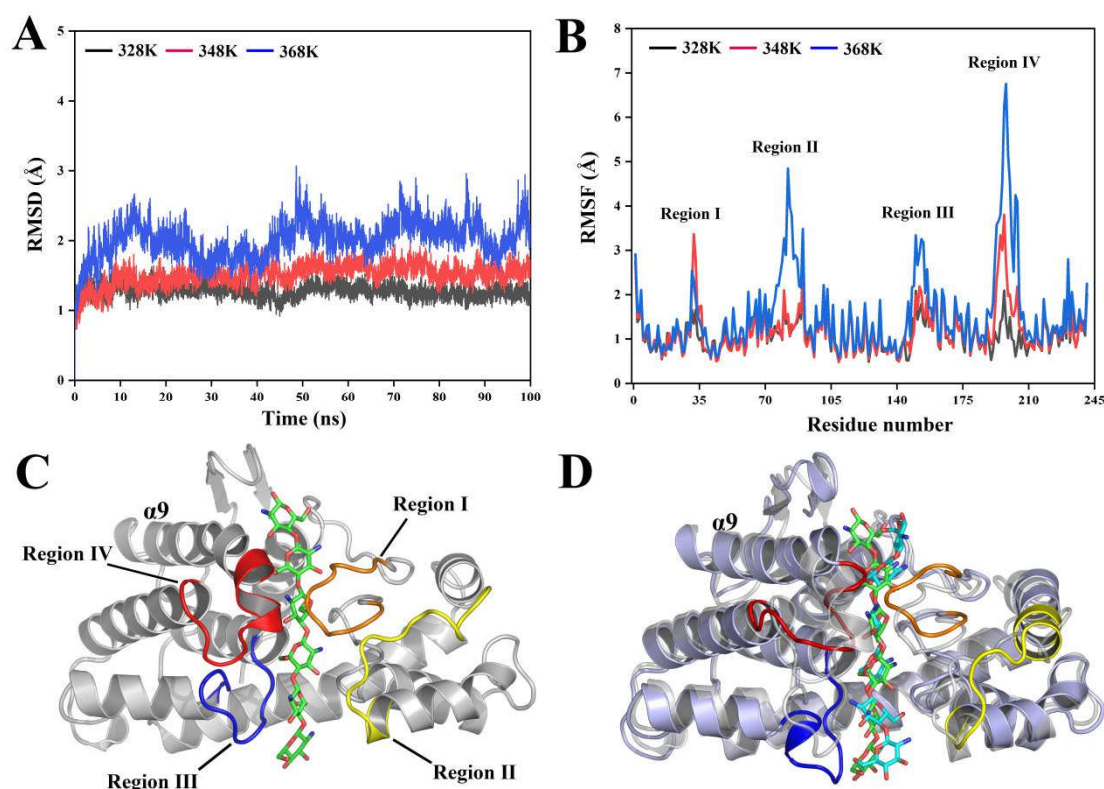 A
328K 348K 368K
5
4
3
2
1
0
RMSD (Å)
0 10 20 30 40 50 60 70 80 90 100
Time (ns)
B
328K 348K 368K
8
7
6
5
4
3
2
1
0
RMSF (Å)
Region I
Region II
Region III
Region IV
0 35 70 105 140 175 210 245
Residue number
C
α9
Region I
Region IV
Region III
Region II
D
α9